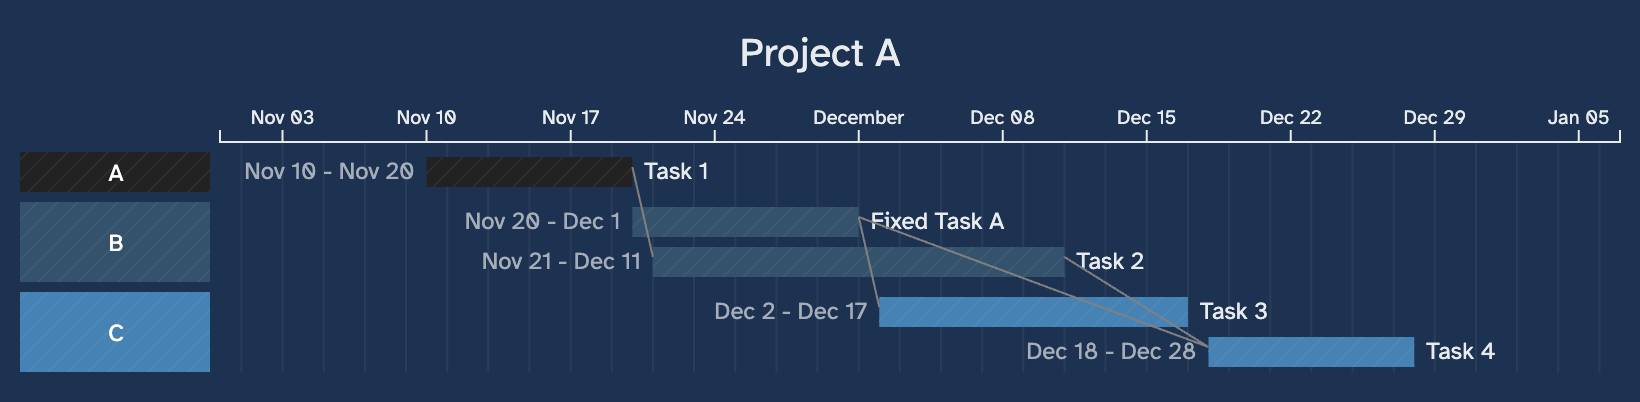 Project A
Nov 03 Nov 10 Nov 17 Nov 24 December Dec 08 Dec 15 Dec 22 Dec 29 Jan 05
A
Nov 10 - Nov 20 Task 1
B
Nov 20 - Dec 1 Fixed Task A
Nov 21 - Dec 11 Task 2
C
Dec 2 - Dec 17 Task 3
Dec 18 - Dec 28 Task 4